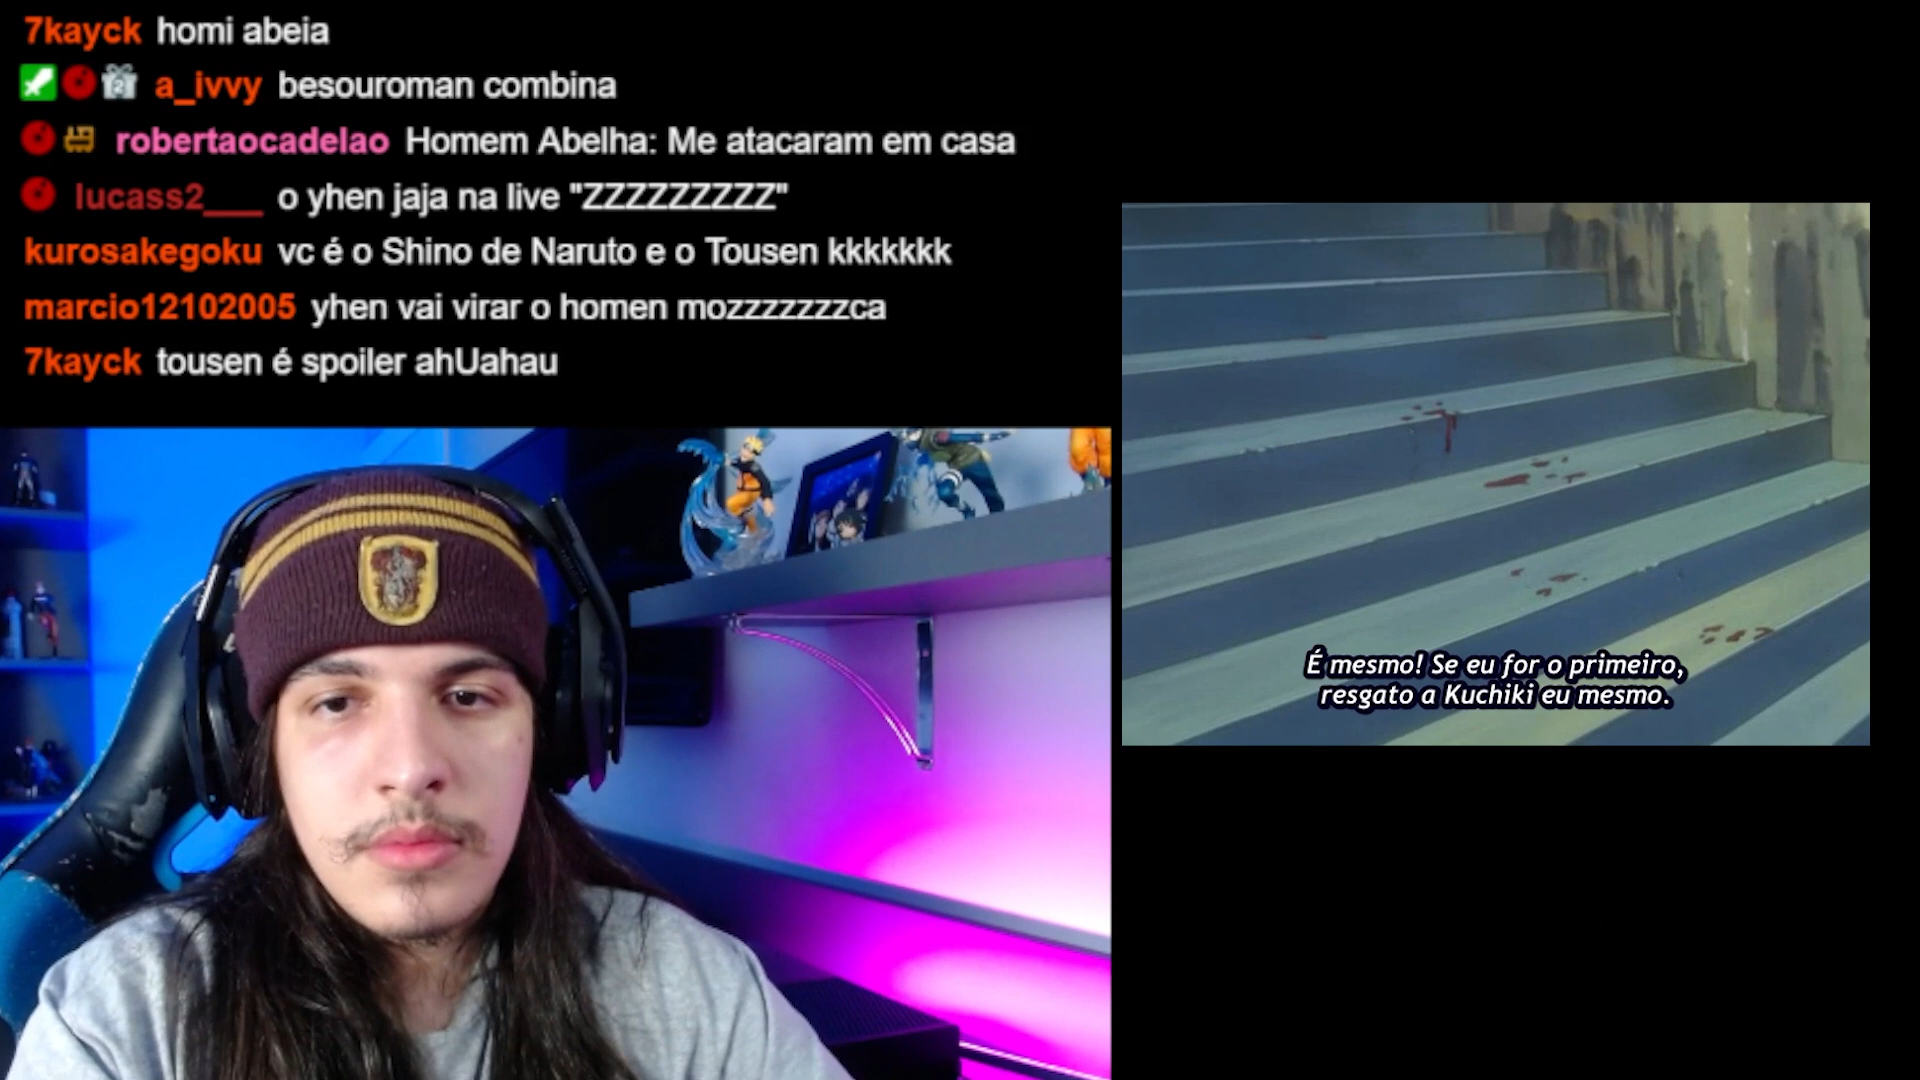 7kayck homi abeia
a_ivvy besouroman combina
robertaocadelao Homem Abelha: Me atacaram em casa
lucass2___ o yhen jaja na live "ZZZZZZZZZ"
kurosakegoku vc é o Shino de Naruto e o Tousen kkkkkkk
marcio12102005 yhen vai virar o homen mozzzzzzzca
7kayck tousen é spoiler ahUahau
É mesmo! Se eu for o primeiro,
resgato a Kuchiki eu mesmo.